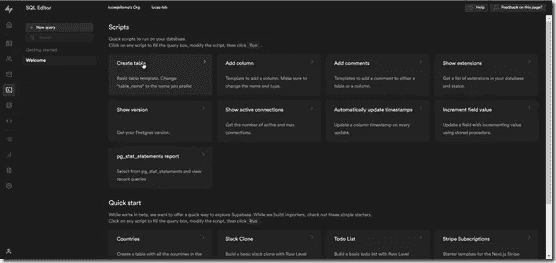 SQL Editor
lucasjellema's Org
lucas-lab
Help
Feedback on this page?
New query
Search
Getting started
Welcome
Scripts
Quick scripts to run on your database.
Click on any script to fill the query box, modify the script, then click Run
Create table
Basic table template. Change "table_name" to the name you prefer.
Add column
Template to add a column. Make sure to change the name and type.
Add comments
Templates to add a comment to either a table or a column.
Show extensions
Get a list of extensions in your database and status.
Show version
Get your Postgres version.
Show active connections
Get the number of active and max connections.
Automatically update timestamps
Update a column timestamp on every update.
Increment field value
Update a field with incrementing value using stored procedure.
pg_stat_statements report
Select from pg_stat_statements and view recent queries
Quick start
While we're in beta, we want to offer a quick way to explore Supabase. While we build importers, check out these simple starters.
Click on any script to fill the query box, modify the script, then click Run
Countries
Create a table with all the countries in the
Slack Clone
Build a basic slack clone with Row Level
Todo List
Build a basic todo list with Row Level
Stripe Subscriptions
Starter template for the Next.js Stripe